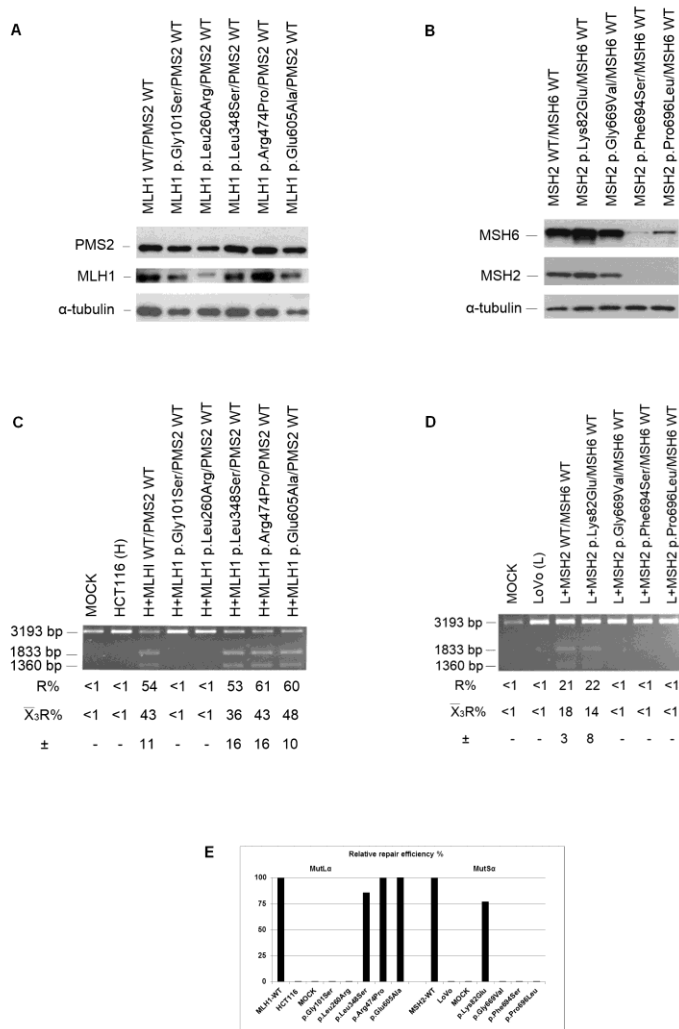 A
MLH1 WT/PMS2 WT
MLH1 p.Gly101Ser/PMS2 WT
MLH1 p.Leu260Arg/PMS2 WT
MLH1 p.Leu348Ser/PMS2 WT
MLH1 p.Arg474Pro/PMS2 WT
MLH1 p.Glu605Ala/PMS2 WT
PMS2
MLH1
α-tubulin
B
MSH2 WT/MSH6 WT
MSH2 p.Lys82Glu/MSH6 WT
MSH2 p.Gly669Val/MSH6 WT
MSH2 p.Phe694Ser/MSH6 WT
MSH2 p.Pro696Leu/MSH6 WT
MSH6
MSH2
α-tubulin
C
MOCK
HCT116 (H)
H+MLHI WT/PMS2 WT
H+MLH1 p.Gly101Ser/PMS2 WT
H+MLH1 p.Leu260Arg/PMS2 WT
H+MLH1 p.Leu348Ser/PMS2 WT
H+MLH1 p.Arg474Pro/PMS2 WT
H+MLH1 p.Glu605Ala/PMS2 WT
3193 bp
1833 bp
1360 bp
R% <1 <1 54 <1 <1 53 61 60
X̅₃R% <1 <1 43 <1 <1 36 43 48
± - - 11 - - 16 16 10
D
MOCK
LoVo (L)
L+MSH2 WT/MSH6 WT
L+MSH2 p.Lys82Glu/MSH6 WT
L+MSH2 p.Gly669Val/MSH6 WT
L+MSH2 p.Phe694Ser/MSH6 WT
L+MSH2 p.Pro696Leu/MSH6 WT
3193 bp
1833 bp
1360 bp
R% <1 <1 21 22 <1 <1 <1
X̅₃R% <1 <1 18 14 <1 <1 <1
± - - 3 8 - - -
E
Relative repair efficiency %
MutLα MutSα
100
75
50
25
0
MLH1-WT
HCT116
MOCK
p.Gly101Ser
p.Leu260Arg
p.Leu348Ser
p.Arg474Pro
p.Glu605Ala
MSH2-WT
LoVo
MOCK
p.Lys82Glu
p.Gly669Val
p.Phe694Ser
p.Pro696Leu